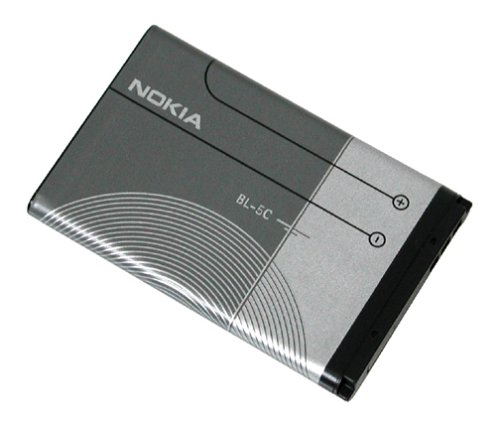 NOKIA
BL-5C
+
-